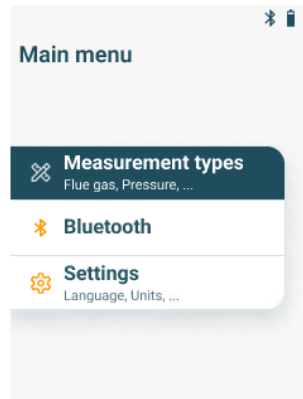 Main menu
Measurement types
Flue gas, Pressure, ...
Bluetooth
Settings
Language, Units, ...